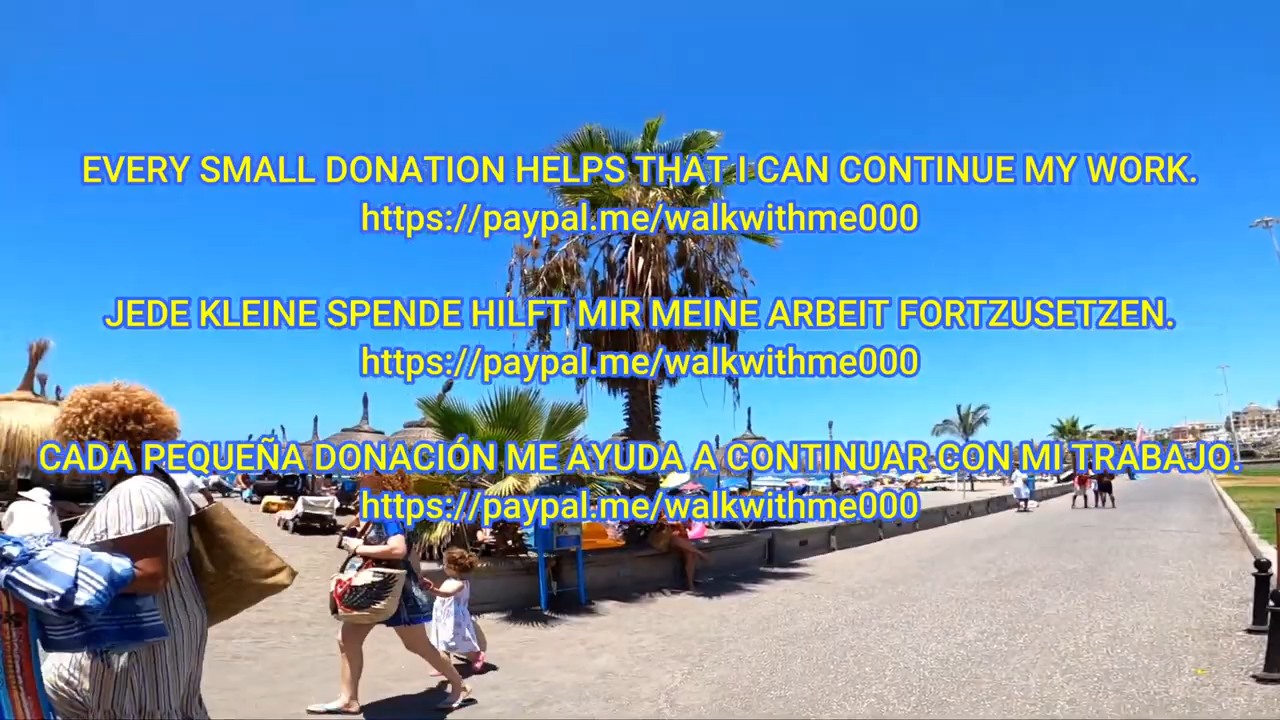 EVERY SMALL DONATION HELPS THAT I CAN CONTINUE MY WORK.
https://paypal.me/walkwithme000
JEDE KLEINE SPENDE HILFT MIR MEINE ARBEIT FORTZUSETZEN.
https://paypal.me/walkwithme000
CADA PEQUEÑA DONACIÓN ME AYUDA A CONTINUAR CON MI TRABAJO.
https://paypal.me/walkwithme000